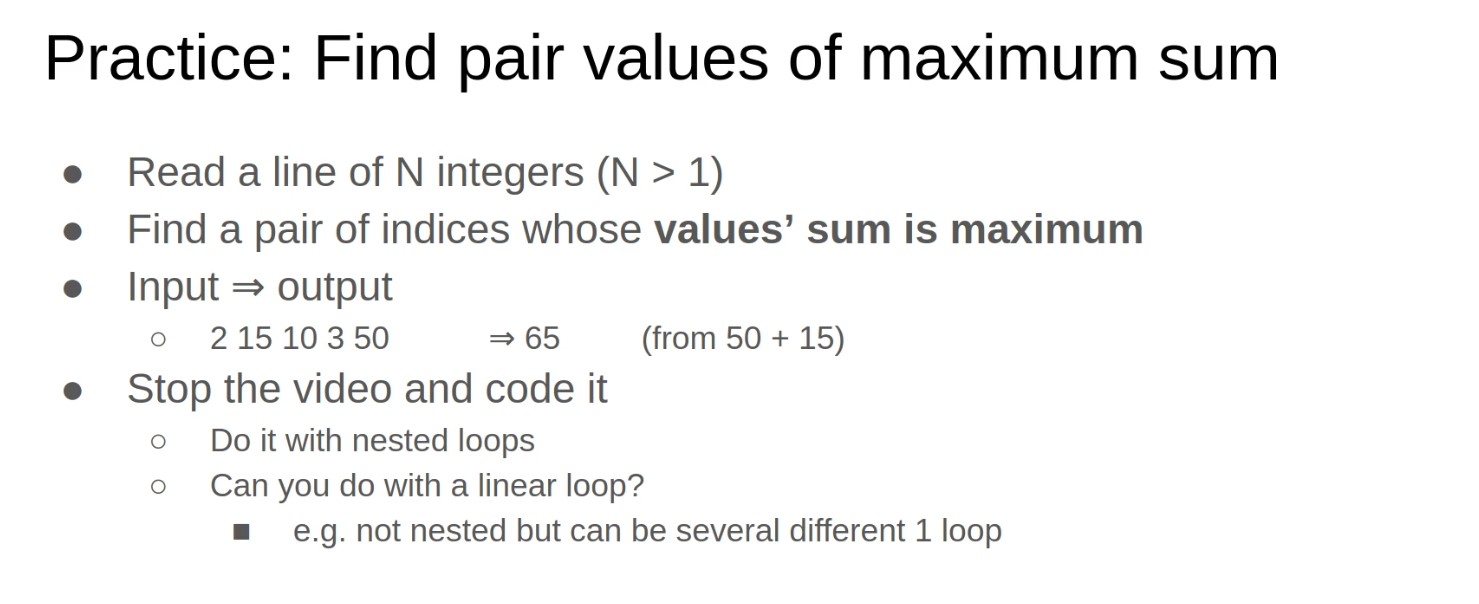 Practice: Find pair values of maximum sum
● Read a line of N integers (N > 1)
● Find a pair of indices whose values’ sum is maximum
● Input ⇒ output
○ 2 15 10 3 50 ⇒ 65 (from 50 + 15)
● Stop the video and code it
○ Do it with nested loops
○ Can you do with a linear loop?
■ e.g. not nested but can be several different 1 loop